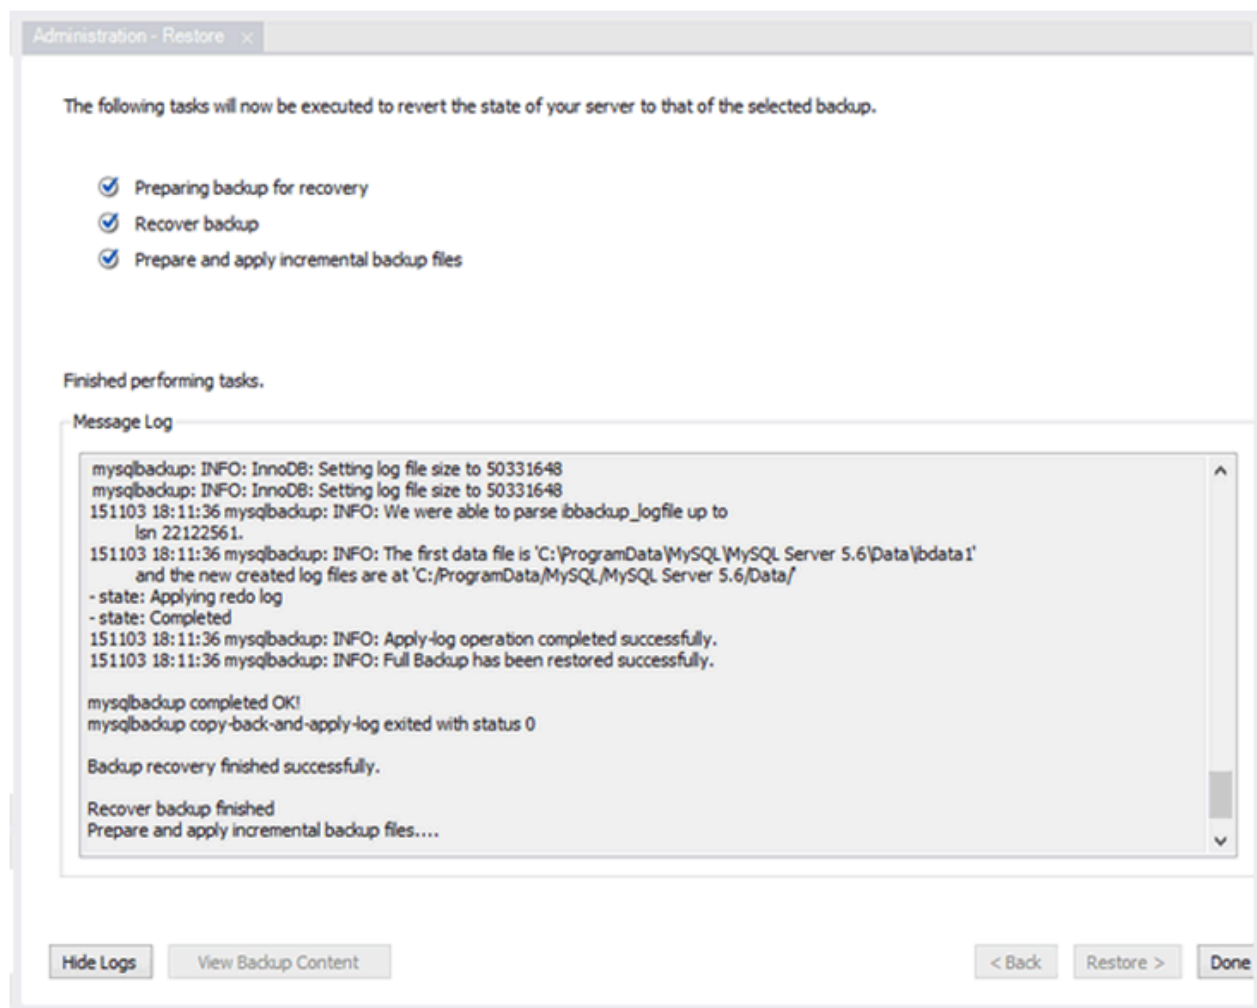 Administration - Restore ×
The following tasks will now be executed to revert the state of your server to that of the selected backup.
Preparing backup for recovery
Recover backup
Prepare and apply incremental backup files
Finished performing tasks.
Message Log
mysqlbackup: INFO: InnoDB: Setting log file size to 50331648
mysqlbackup: INFO: InnoDB: Setting log file size to 50331648
151103 18:11:36 mysqlbackup: INFO: We were able to parse ibbackup_logfile up to
lsn 22122561.
151103 18:11:36 mysqlbackup: INFO: The first data file is 'C:\ProgramData\MySQL\MySQL Server 5.6\Data\ibdata1'
and the new created log files are at 'C:/ProgramData/MySQL/MySQL Server 5.6/Data/'
- state: Applying redo log
- state: Completed
151103 18:11:36 mysqlbackup: INFO: Apply-log operation completed successfully.
151103 18:11:36 mysqlbackup: INFO: Full Backup has been restored successfully.
mysqlbackup completed OK!
mysqlbackup copy-back-and-apply-log exited with status 0
Backup recovery finished successfully.
Recover backup finished
Prepare and apply incremental backup files....
Hide Logs View Backup Content < Back Restore > Done